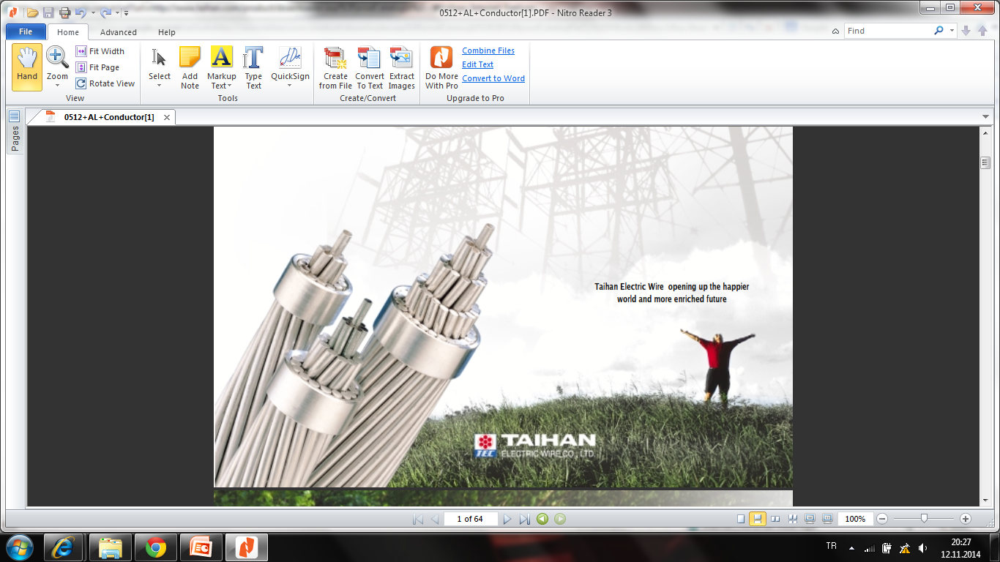 0512+AL+Conductor[1].PDF - Nitro Reader 3
File Home Advanced Help
Find
Hand
Zoom
Fit Width
Fit Page
Rotate View
View
Select
Add Note
Markup Text
Type Text
QuickSign
Tools
Create from File
Convert To Text
Extract Images
Create/Convert
Do More With Pro
Combine Files
Edit Text
Convert to Word
Upgrade to Pro
Pages
0512+AL+Conductor[1]
Taihan Electric Wire opening up the happier
world and more enriched future
TAIHAN
TEC ELECTRIC WIRE CO., LTD.
1 of 64
100%
TR
20:27
12.11.2014